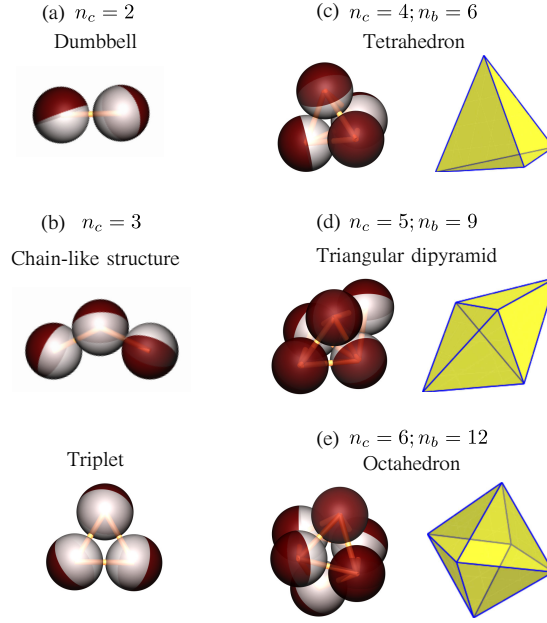 (a) n_c = 2
Dumbbell
(b) n_c = 3
Chain-like structure
Triplet
(c) n_c = 4; n_b = 6
Tetrahedron
(d) n_c = 5; n_b = 9
Triangular dipyramid
(e) n_c = 6; n_b = 12
Octahedron